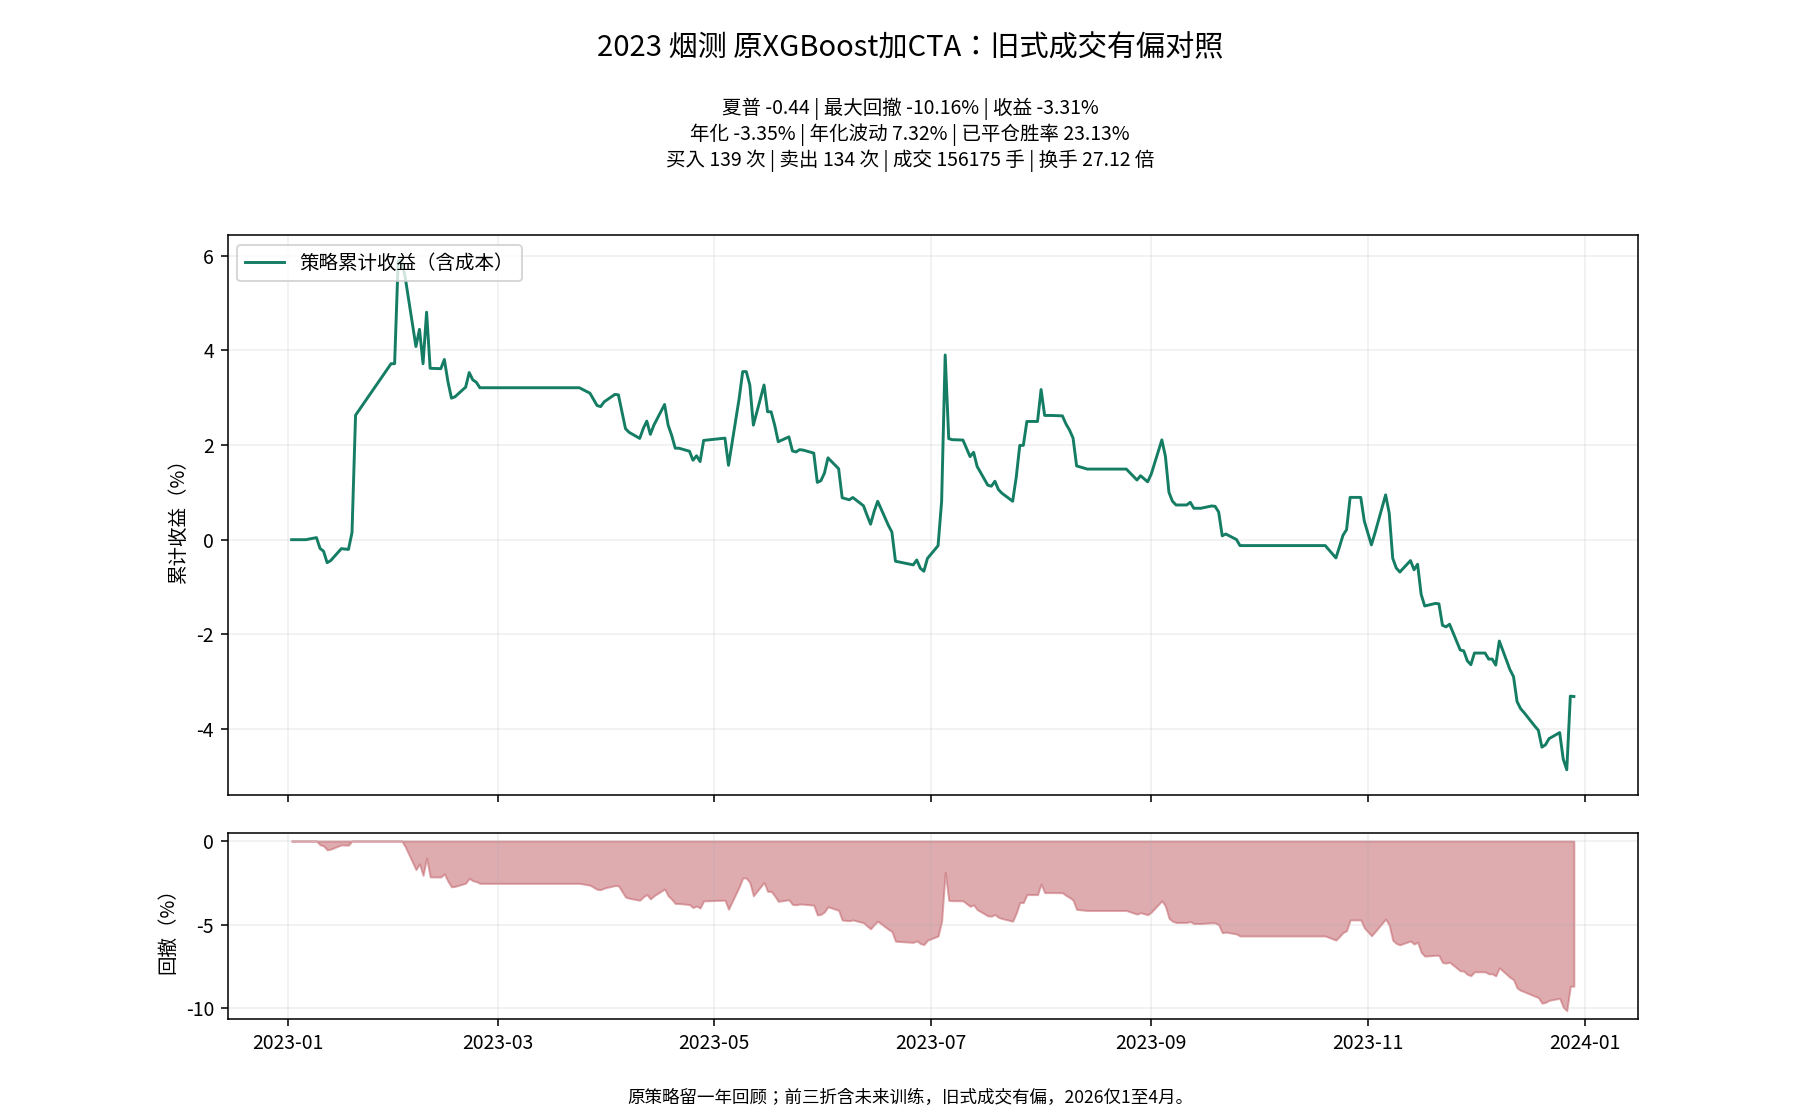 2023 烟测 原XGBoost加CTA：旧式成交有偏对照
夏普 -0.44 | 最大回撤 -10.16% | 收益 -3.31%
年化 -3.35% | 年化波动 7.32% | 已平仓胜率 23.13%
买入 139 次 | 卖出 134 次 | 成交 156175 手 | 换手 27.12 倍
策略累计收益（含成本）
累计收益（%）
6
4
2
0
-2
-4
回撤（%）
0
-5
-10
2023-01
2023-03
2023-05
2023-07
2023-09
2023-11
2024-01
原策略留一年回顾；前三折含未来训练，旧式成交有偏，2026仅1至4月。